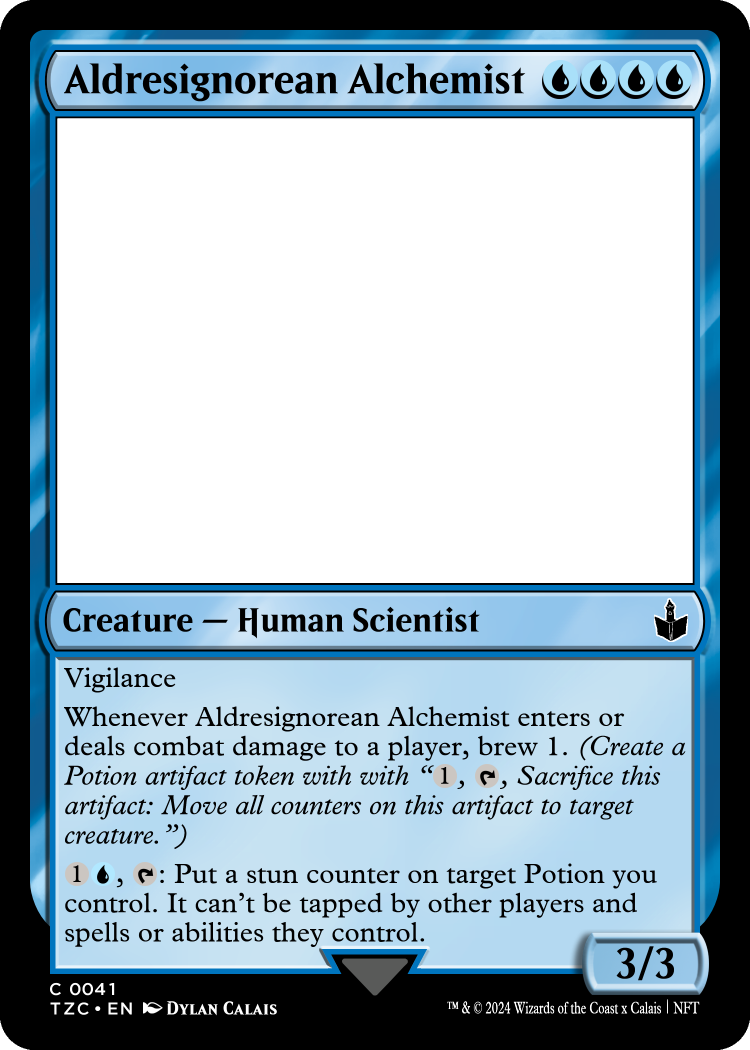 Aldresignorean Alchemist
Creature — Human Scientist
Vigilance
Whenever Aldresignorean Alchemist enters or
deals combat damage to a player, brew 1. (Create a
Potion artifact token with with “1, , Sacrifice this
artifact: Move all counters on this artifact to target
creature.”)
1 , : Put a stun counter on target Potion you
control. It can’t be tapped by other players and
spells or abilities they control.
3/3
C 0041
TZC • EN DYLAN CALAIS
™ & © 2024 Wizards of the Coast x Calais | NFT